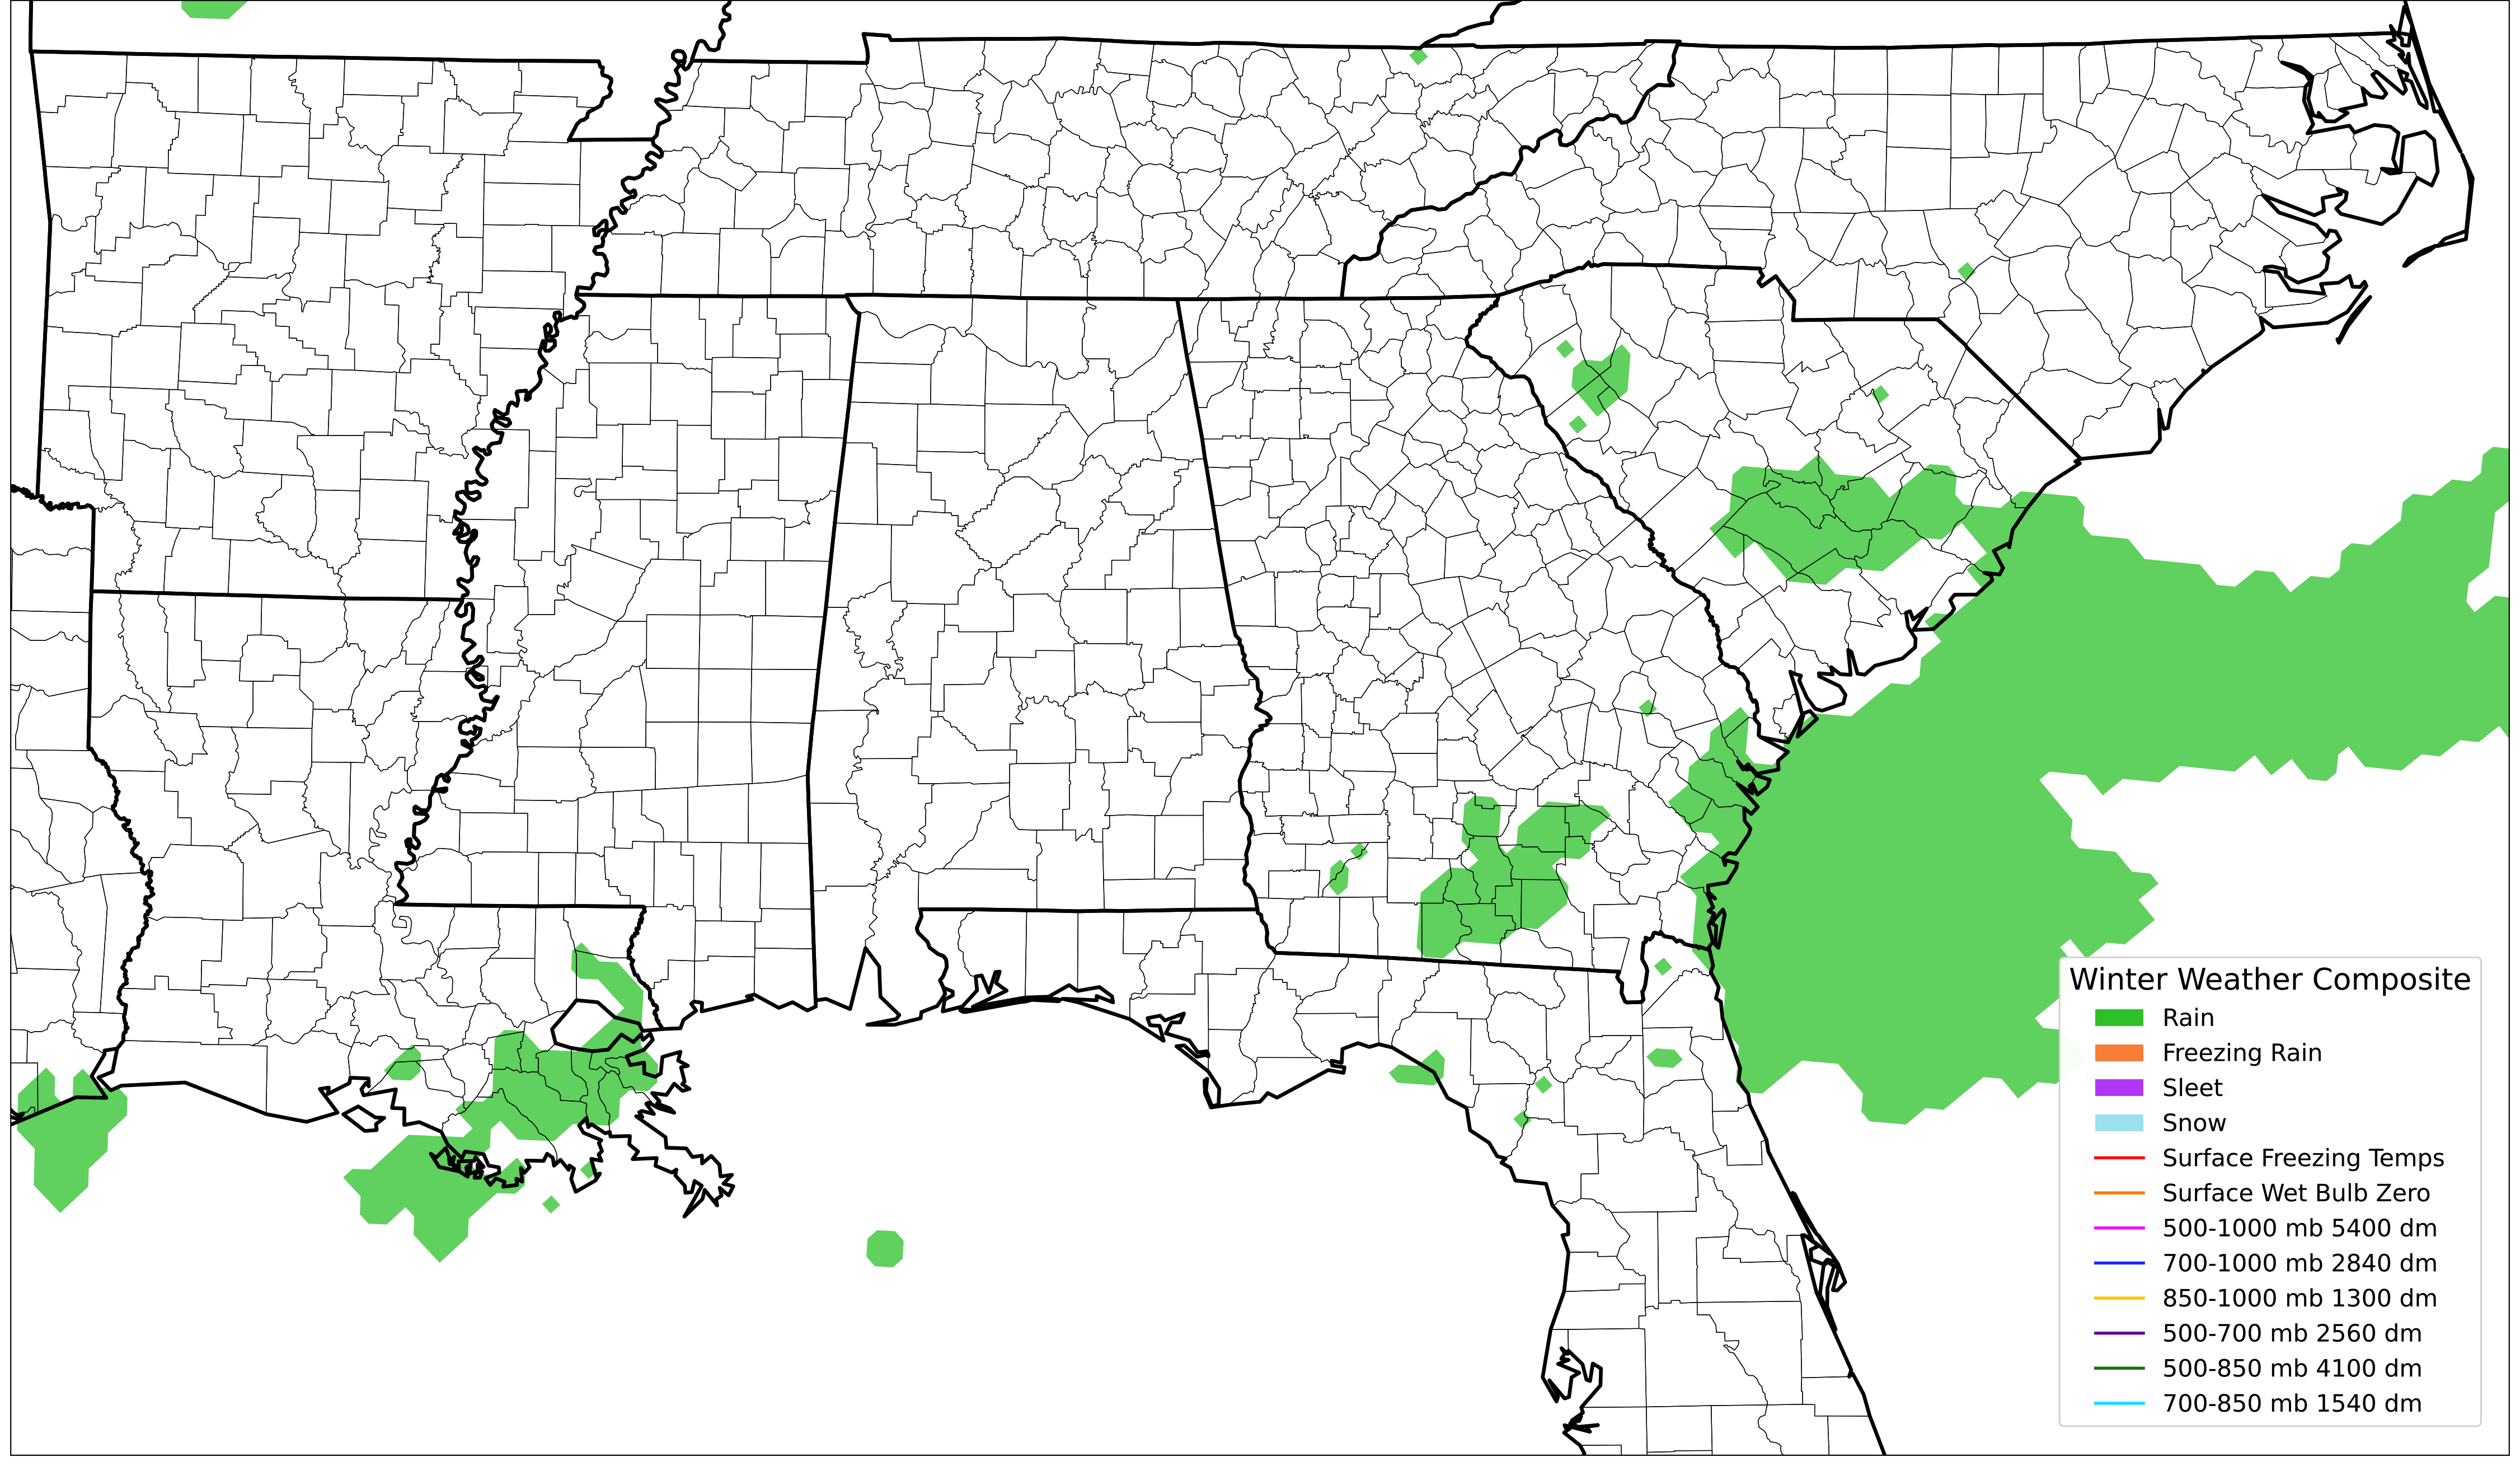 Winter Weather Composite
Rain
Freezing Rain
Sleet
Snow
Surface Freezing Temps
Surface Wet Bulb Zero
500-1000 mb 5400 dm
700-1000 mb 2840 dm
850-1000 mb 1300 dm
500-700 mb 2560 dm
500-850 mb 4100 dm
700-850 mb 1540 dm